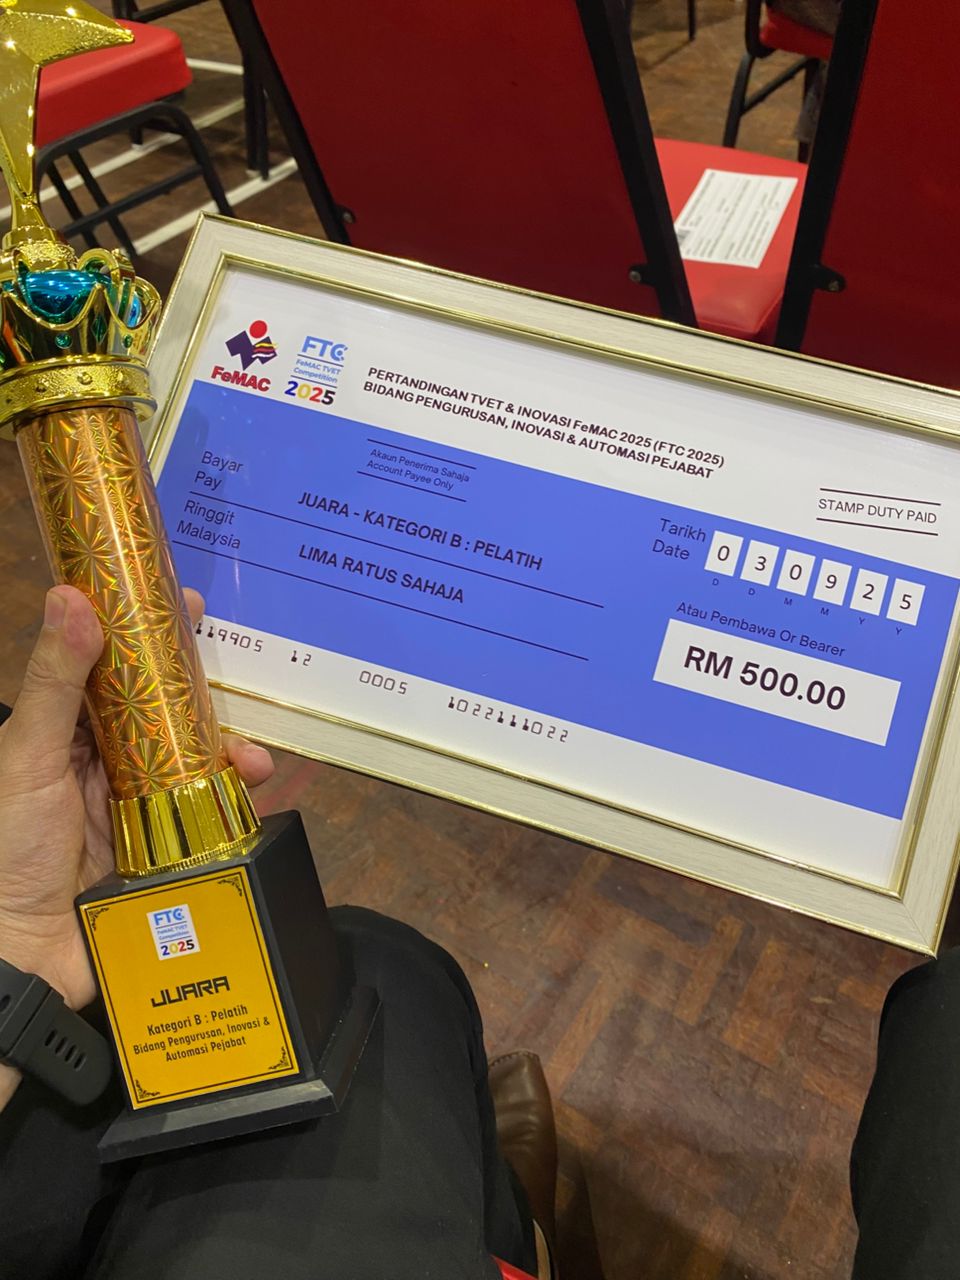 FeMAC
FTC
FeMAC TVET
Competition
2025
PERTANDINGAN TVET & INOVASI FeMAC 2025 (FTC 2025)
BIDANG PENGURUSAN, INOVASI & AUTOMASI PEJABAT
Akaun Penerima Sahaja
Account Payee Only
STAMP DUTY PAID
Bayar
Pay
JUARA - KATEGORI B : PELATIH
Ringgit
Malaysia
LIMA RATUS SAHAJA
Tarikh
Date
0 3 0 9 2 5
D D M M Y Y
Atau Pembawa Or Bearer
RM 500.00
119905 12 0005 1022111022
FTC
FeMAC TVET
Competition
2025
JUARA
Kategori B : Pelatih
Bidang Pengurusan, Inovasi &
Automasi Pejabat